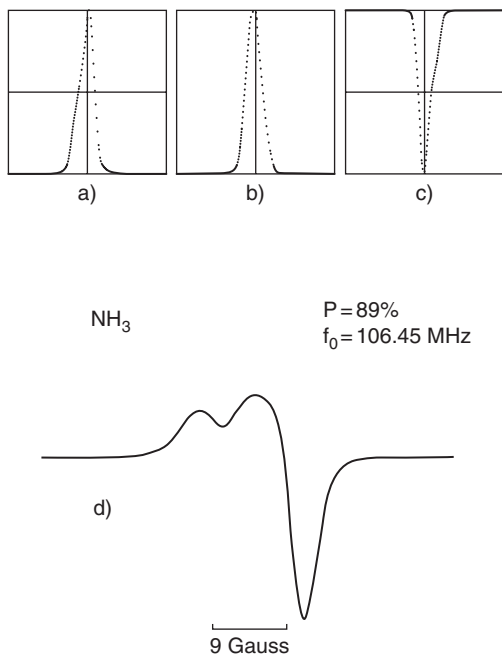 a)
b)
c)
NH₃
P = 89%
f₀ = 106.45 MHz
d)
9 Gauss